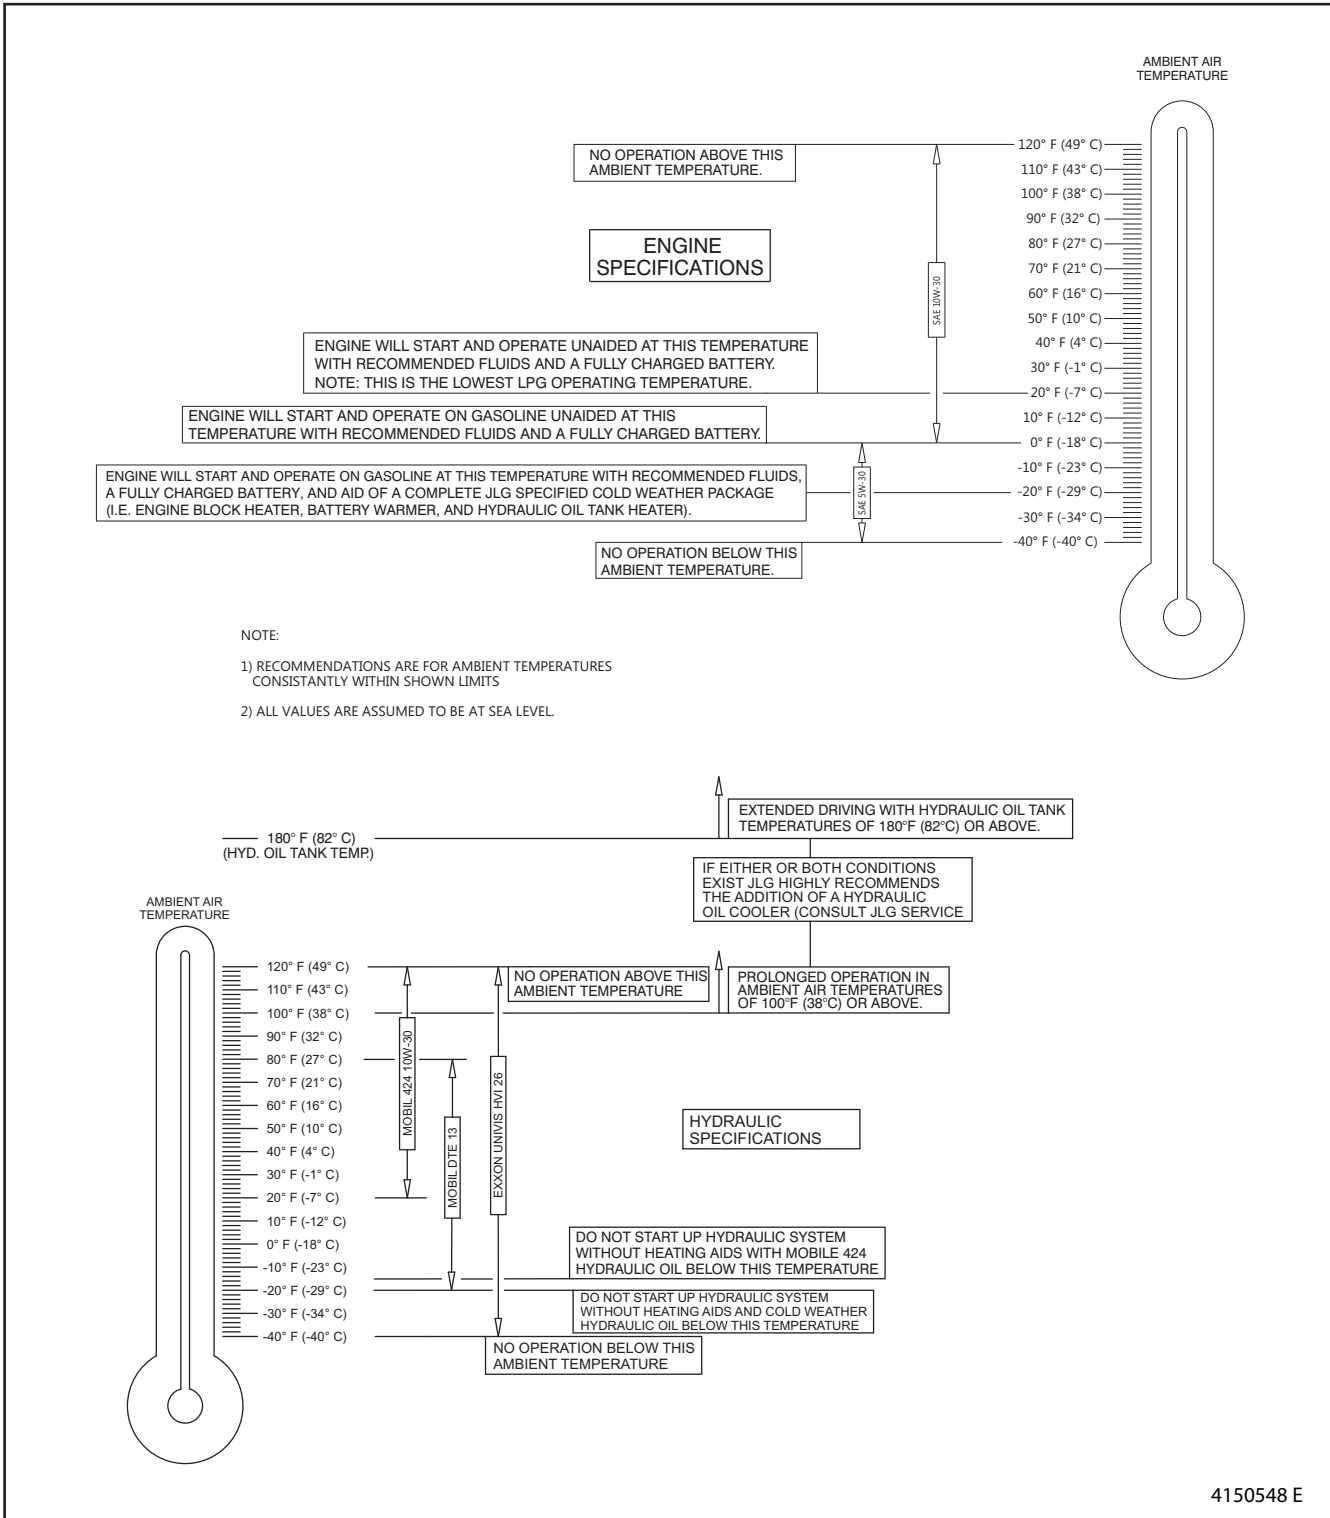 AMBIENT AIR
TEMPERATURE
120° F (49° C)
110° F (43° C)
100° F (38° C)
90° F (32° C)
80° F (27° C)
70° F (21° C)
60° F (16° C)
50° F (10° C)
40° F (4° C)
30° F (-1° C)
20° F (-7° C)
10° F (-12° C)
0° F (-18° C)
-10° F (-23° C)
-20° F (-29° C)
-30° F (-34° C)
-40° F (-40° C)
NO OPERATION ABOVE THIS
AMBIENT TEMPERATURE.
ENGINE
SPECIFICATIONS
SAE 10W-30
ENGINE WILL START AND OPERATE UNAIDED AT THIS TEMPERATURE
WITH RECOMMENDED FLUIDS AND A FULLY CHARGED BATTERY.
NOTE: THIS IS THE LOWEST LPG OPERATING TEMPERATURE.
ENGINE WILL START AND OPERATE ON GASOLINE UNAIDED AT THIS
TEMPERATURE WITH RECOMMENDED FLUIDS AND A FULLY CHARGED BATTERY.
ENGINE WILL START AND OPERATE ON GASOLINE AT THIS TEMPERATURE WITH RECOMMENDED FLUIDS,
A FULLY CHARGED BATTERY, AND AID OF A COMPLETE JLG SPECIFIED COLD WEATHER PACKAGE
(I.E. ENGINE BLOCK HEATER, BATTERY WARMER, AND HYDRAULIC OIL TANK HEATER).
SAE 5W-30
NO OPERATION BELOW THIS
AMBIENT TEMPERATURE.
NOTE:
1) RECOMMENDATIONS ARE FOR AMBIENT TEMPERATURES
CONSISTANTLY WITHIN SHOWN LIMITS
2) ALL VALUES ARE ASSUMED TO BE AT SEA LEVEL.
EXTENDED DRIVING WITH HYDRAULIC OIL TANK
TEMPERATURES OF 180°F (82°C) OR ABOVE.
180° F (82° C)
(HYD. OIL TANK TEMP.)
IF EITHER OR BOTH CONDITIONS
EXIST JLG HIGHLY RECOMMENDS
THE ADDITION OF A HYDRAULIC
OIL COOLER (CONSULT JLG SERVICE
AMBIENT AIR
TEMPERATURE
120° F (49° C)
110° F (43° C)
100° F (38° C)
90° F (32° C)
80° F (27° C)
70° F (21° C)
60° F (16° C)
50° F (10° C)
40° F (4° C)
30° F (-1° C)
20° F (-7° C)
10° F (-12° C)
0° F (-18° C)
-10° F (-23° C)
-20° F (-29° C)
-30° F (-34° C)
-40° F (-40° C)
MOBIL 424 10W-30
MOBIL DTE 13
EXXON UNIVIS HVI 26
NO OPERATION ABOVE THIS
AMBIENT TEMPERATURE
PROLONGED OPERATION IN
AMBIENT AIR TEMPERATURES
OF 100°F (38°C) OR ABOVE.
HYDRAULIC
SPECIFICATIONS
DO NOT START UP HYDRAULIC SYSTEM
WITHOUT HEATING AIDS WITH MOBILE 424
HYDRAULIC OIL BELOW THIS TEMPERATURE
DO NOT START UP HYDRAULIC SYSTEM
WITHOUT HEATING AIDS AND COLD WEATHER
HYDRAULIC OIL BELOW THIS TEMPERATURE
NO OPERATION BELOW THIS
AMBIENT TEMPERATURE
4150548 E